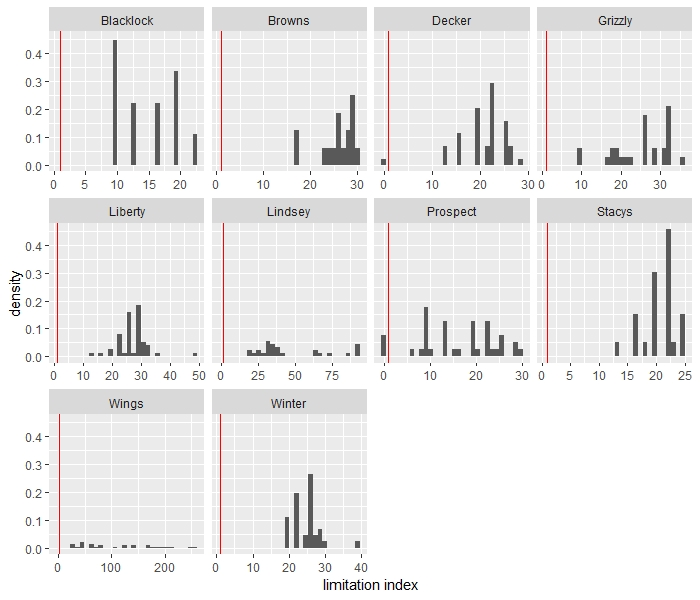 Blacklock Browns Decker Grizzly
0.4
0.3
0.2
0.1
0.0
0 5 10 15 20 0 10 20 30 0 10 20 30 0 10 20 30
Liberty Lindsey Prospect Stacys
0.4
0.3
0.2
0.1
0.0
0 10 20 30 40 50 0 25 50 75 0 10 20 30 0 5 10 15 20 25
Wings Winter
0.4
0.3
0.2
0.1
0.0
0 100 200 0 10 20 30 40
density
limitation index